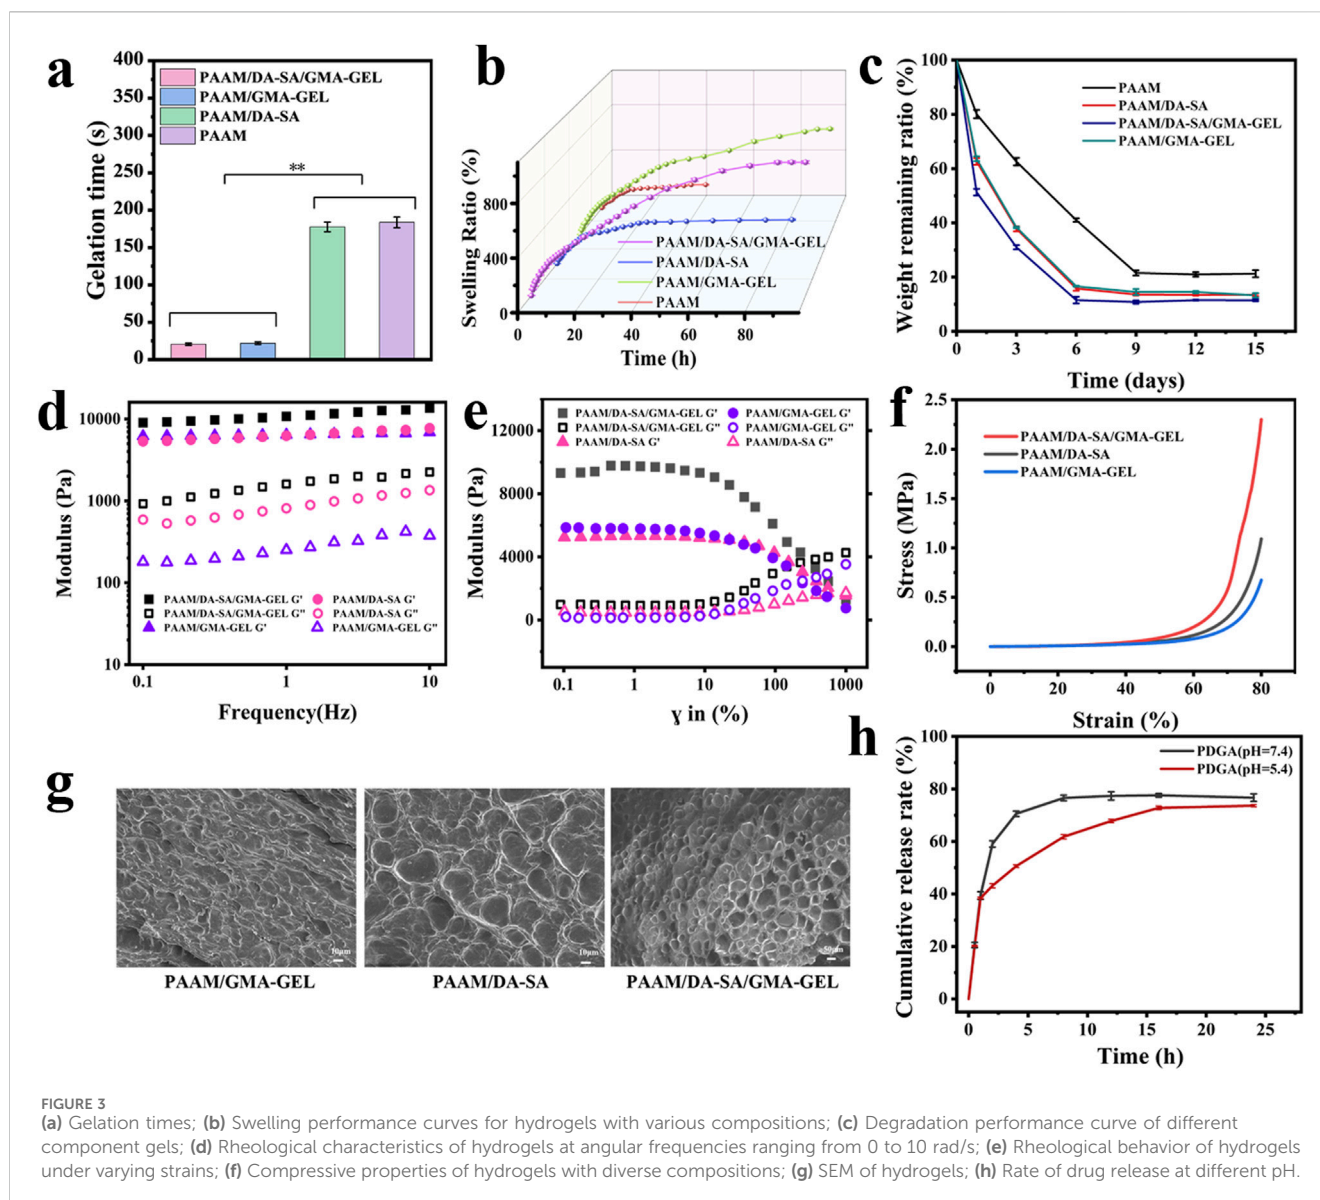 a
400
350
300
250
200
150
100
50
0
Gelation time (s)
PAAM/DA-SA/GMA-GEL
PAAM/GMA-GEL
PAAM/DA-SA
PAAM
**
b
800
400
0
Swelling Ratio (%)
PAAM/DA-SA/GMA-GEL
PAAM/DA-SA
PAAM/GMA-GEL
PAAM
0 20 40 60 80 100
Time (h)
c
100
80
60
40
20
0
Weight remaining ratio (%)
PAAM
PAAM/DA-SA
PAAM/DA-SA/GMA-GEL
PAAM/GMA-GEL
0 3 6 9 12 15
Time (days)
d
10000
1000
100
10
Modulus (Pa)
PAAM/DA-SA/GMA-GEL G' PAAM/DA-SA G'
PAAM/DA-SA/GMA-GEL G'' PAAM/DA-SA G''
PAAM/GMA-GEL G' PAAM/GMA-GEL G''
0.1 1 10
Frequency(Hz)
e
12000
8000
4000
0
Modulus (Pa)
PAAM/DA-SA/GMA-GEL G' PAAM/GMA-GEL G'
PAAM/DA-SA/GMA-GEL G'' PAAM/GMA-GEL G''
PAAM/DA-SA G' PAAM/DA-SA G''
0.1 1 10 100 1000
ɣ in (%)
f
2.5
2.0
1.5
1.0
0.5
0.0
Stress (MPa)
PAAM/DA-SA/GMA-GEL
PAAM/DA-SA
PAAM/GMA-GEL
0 20 40 60 80
Strain (%)
g
10μm
10μm
50μm
PAAM/GMA-GEL PAAM/DA-SA PAAM/DA-SA/GMA-GEL
h
100
80
60
40
20
0
Cumulative release rate (%)
PDGA(pH=7.4)
PDGA(pH=5.4)
0 5 10 15 20 25
Time (h)
FIGURE 3
(a) Gelation times; (b) Swelling performance curves for hydrogels with various compositions; (c) Degradation performance curve of different
component gels; (d) Rheological characteristics of hydrogels at angular frequencies ranging from 0 to 10 rad/s; (e) Rheological behavior of hydrogels
under varying strains; (f) Compressive properties of hydrogels with diverse compositions; (g) SEM of hydrogels; (h) Rate of drug release at different pH.